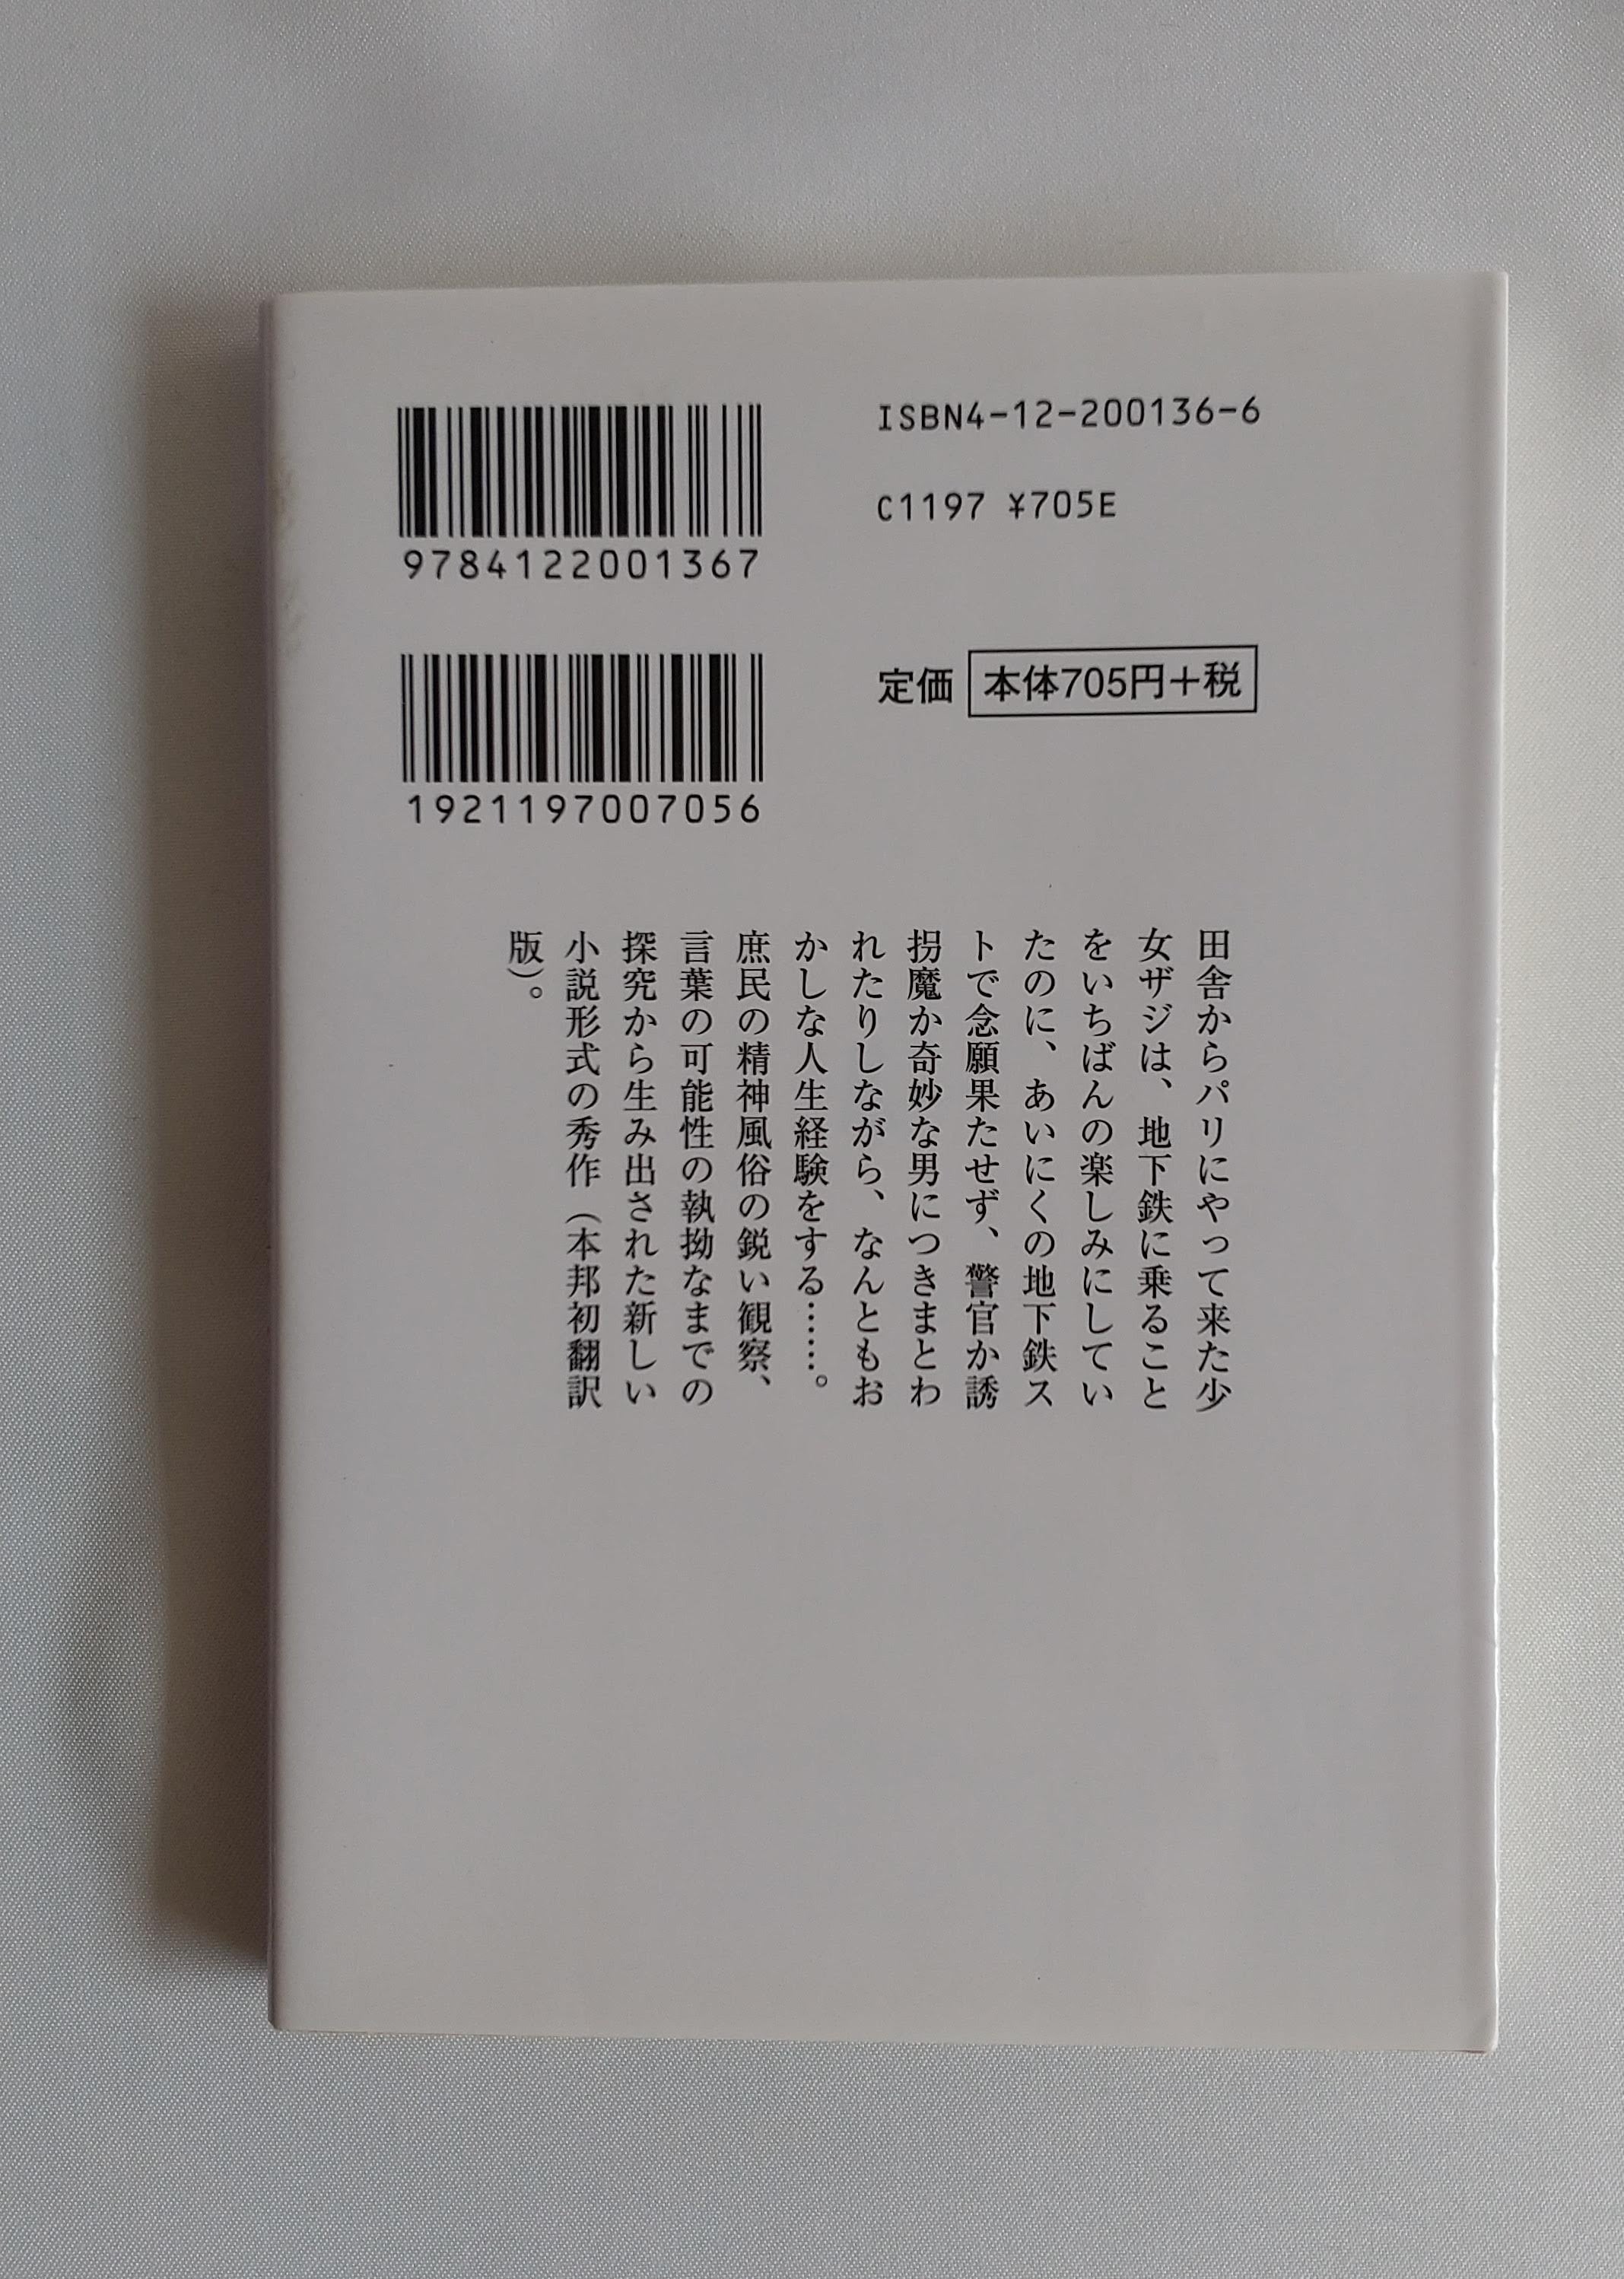 ISBN4-12-200136-6
C1197 ¥705E
9784122001367
定価 本体705円+税
1921197007056
田舎からパリにやって来た少
女ザジは、地下鉄に乗ること
をいちばんの楽しみにしてい
たのに、あいにくの地下鉄ス
トで念願果たせず、警官か誘
拐魔か奇妙な男につきまとわ
れたりしながら、なんともお
かしな人生経験をする……。
庶民の精神風俗の鋭い観察、
言葉の可能性の執拗なまでの
探究から生み出された新しい
小説形式の秀作（本邦初翻訳
版）。